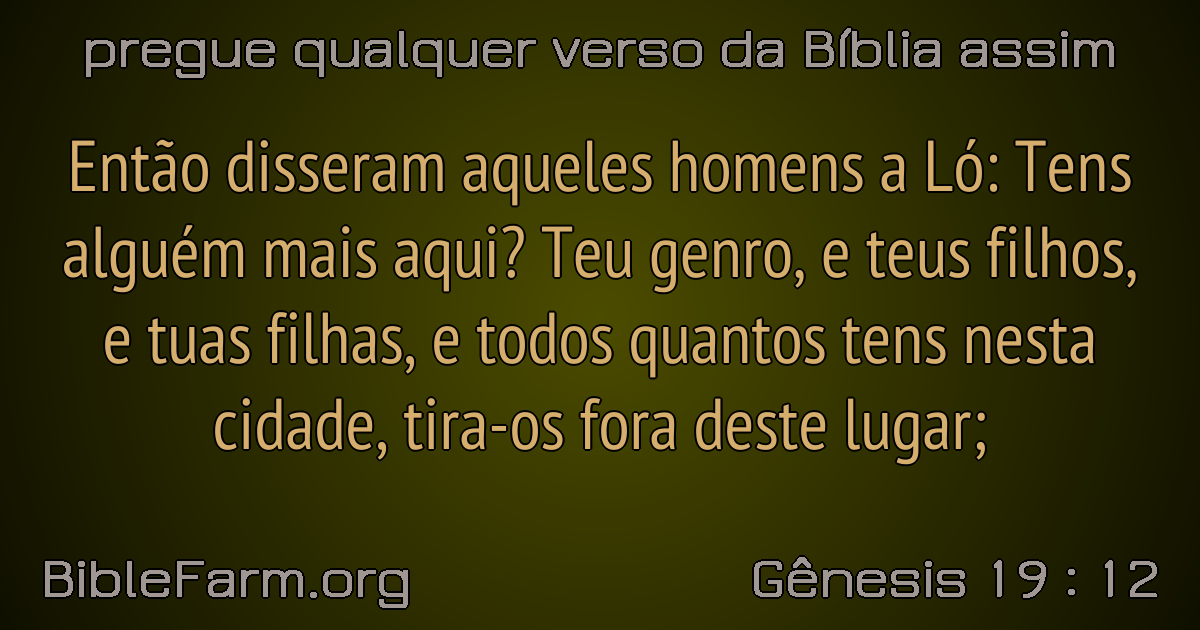 pregue qualquer verso da Bíblia assim
Então disseram aqueles homens a Ló: Tens
alguém mais aqui? Teu genro, e teus filhos,
e tuas filhas, e todos quantos tens nesta
cidade, tira-os fora deste lugar;
BibleFarm.org
Gênesis 19 : 12